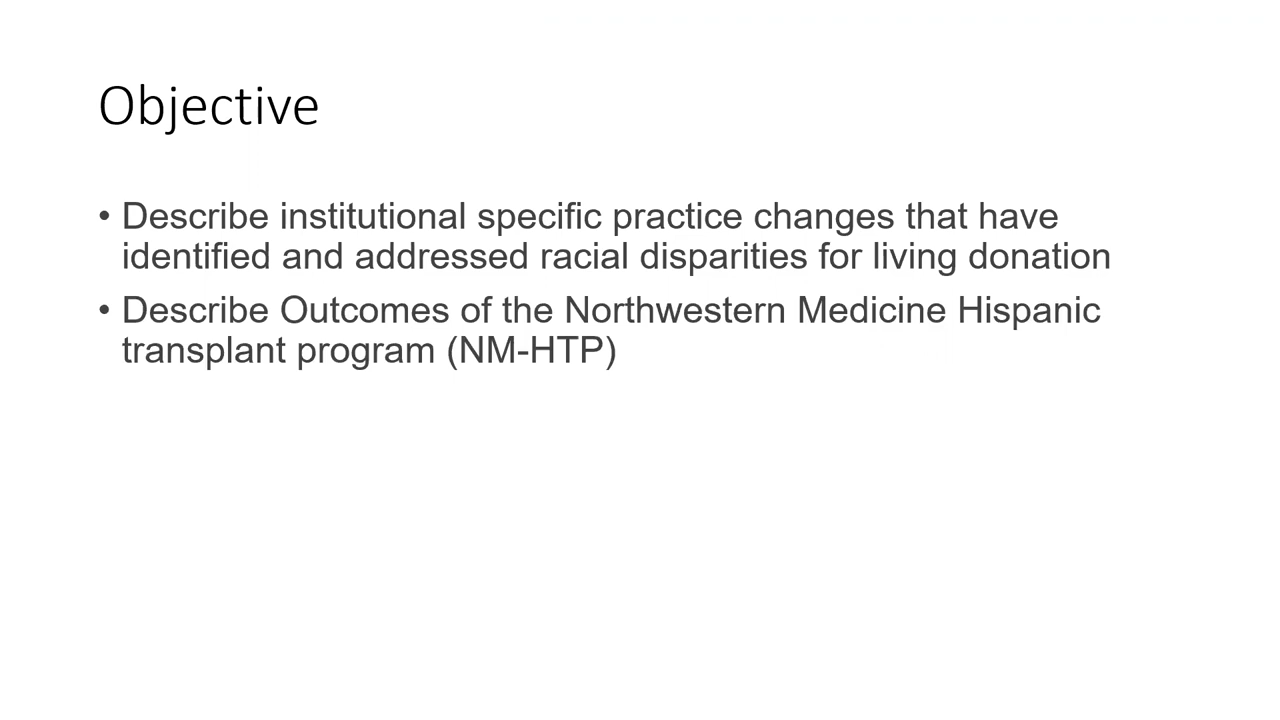 Objective
• Describe institutional specific practice changes that have
identified and addressed racial disparities for living donation
• Describe Outcomes of the Northwestern Medicine Hispanic
transplant program (NM-HTP)